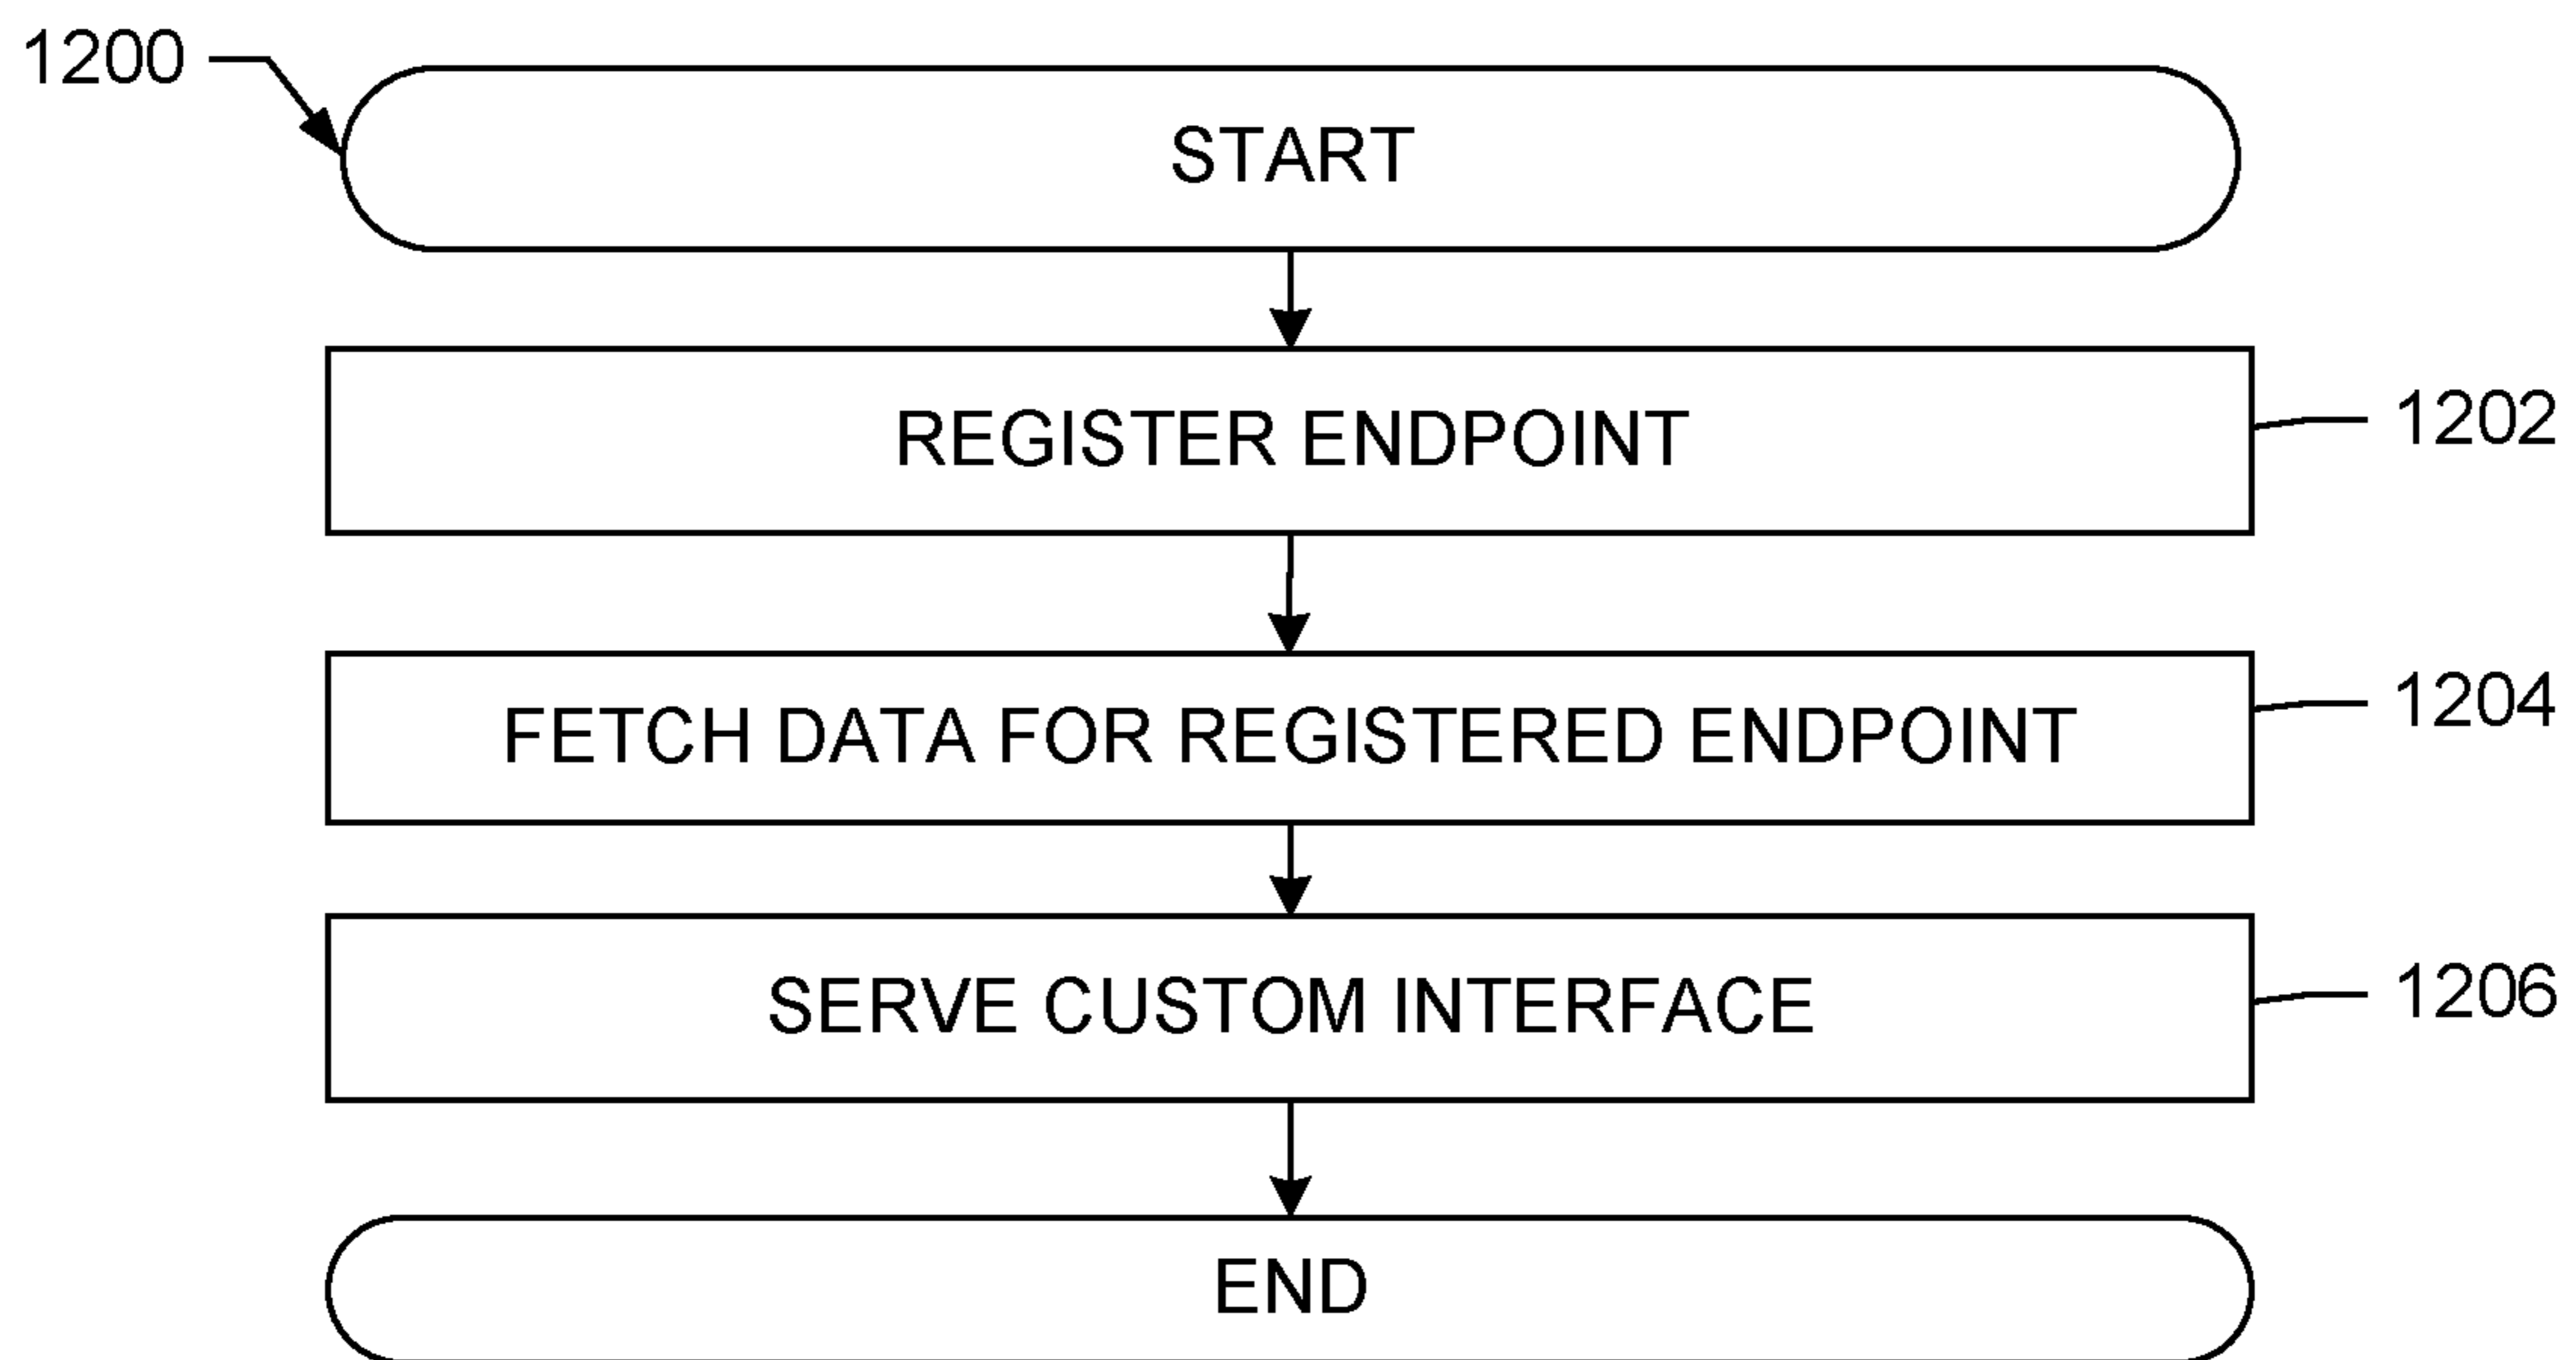 1200
START
REGISTER ENDPOINT
1202
FETCH DATA FOR REGISTERED ENDPOINT
1204
SERVE CUSTOM INTERFACE
1206
END